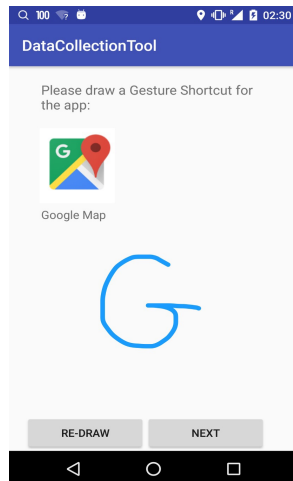 100 02:30
DataCollectionTool
Please draw a Gesture Shortcut for
the app:
G
Google Map
G
RE-DRAW NEXT